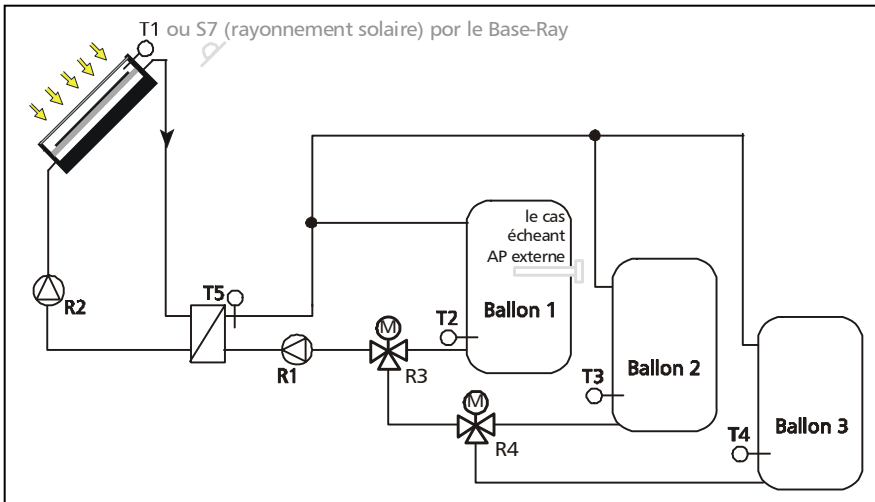 T1 ou S7 (rayonnement solaire) por le Base-Ray
le cas
écheant
AP externe
Ballon 1
T5
R2
T2
M
R1
R3
T3
Ballon 2
M
R4
T4
Ballon 3